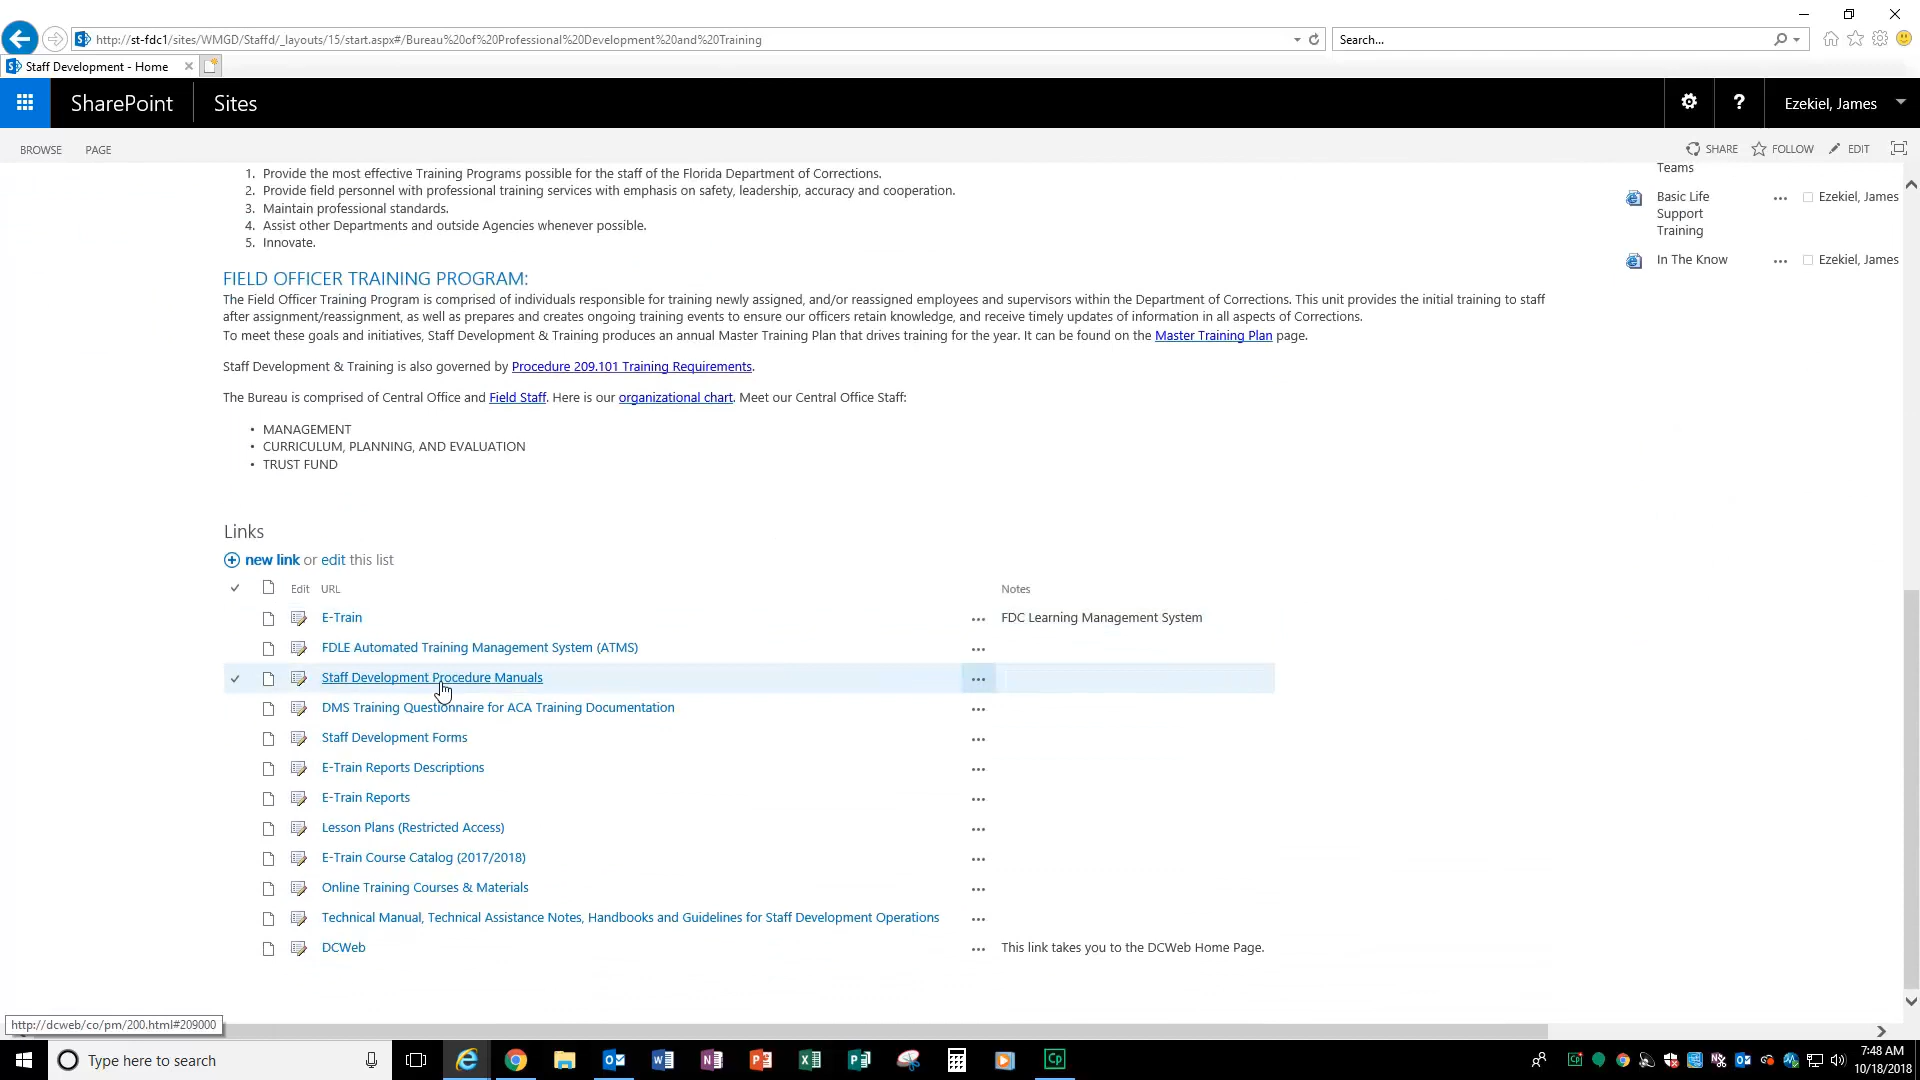 http://st-fdc1/sites/WMGD/Staffd/_layouts/15/start.aspx#/Bureau%20of%20Professional%20Development%20and%20Training
Search...
Staff Development - Home
SharePoint
Sites
?
Ezekiel, James
BROWSE
PAGE
SHARE
FOLLOW
EDIT
1. Provide the most effective Training Programs possible for the staff of the Florida Department of Corrections.
2. Provide field personnel with professional training services with emphasis on safety, leadership, accuracy and cooperation.
3. Maintain professional standards.
4. Assist other Departments and outside Agencies whenever possible.
5. Innovate.
Teams
Basic Life
Support
Training
... Ezekiel, James
In The Know ... Ezekiel, James
FIELD OFFICER TRAINING PROGRAM:
The Field Officer Training Program is comprised of individuals responsible for training newly assigned, and/or reassigned employees and supervisors within the Department of Corrections. This unit provides the initial training to staff
after assignment/reassignment, as well as prepares and creates ongoing training events to ensure our officers retain knowledge, and receive timely updates of information in all aspects of Corrections.
To meet these goals and initiatives, Staff Development & Training produces an annual Master Training Plan that drives training for the year. It can be found on the Master Training Plan page.
Staff Development & Training is also governed by Procedure 209.101 Training Requirements.
The Bureau is comprised of Central Office and Field Staff. Here is our organizational chart. Meet our Central Office Staff:
• MANAGEMENT
• CURRICULUM, PLANNING, AND EVALUATION
• TRUST FUND
Links
new link or edit this list
Edit URL Notes
E-Train ... FDC Learning Management System
FDLE Automated Training Management System (ATMS) ...
Staff Development Procedure Manuals ...
DMS Training Questionnaire for ACA Training Documentation ...
Staff Development Forms ...
E-Train Reports Descriptions ...
E-Train Reports ...
Lesson Plans (Restricted Access) ...
E-Train Course Catalog (2017/2018) ...
Online Training Courses & Materials ...
Technical Manual, Technical Assistance Notes, Handbooks and Guidelines for Staff Development Operations ...
DCWeb ... This link takes you to the DCWeb Home Page.
http://dcweb/co/pm/200.html#209000
Type here to search
7:48 AM
10/18/2018